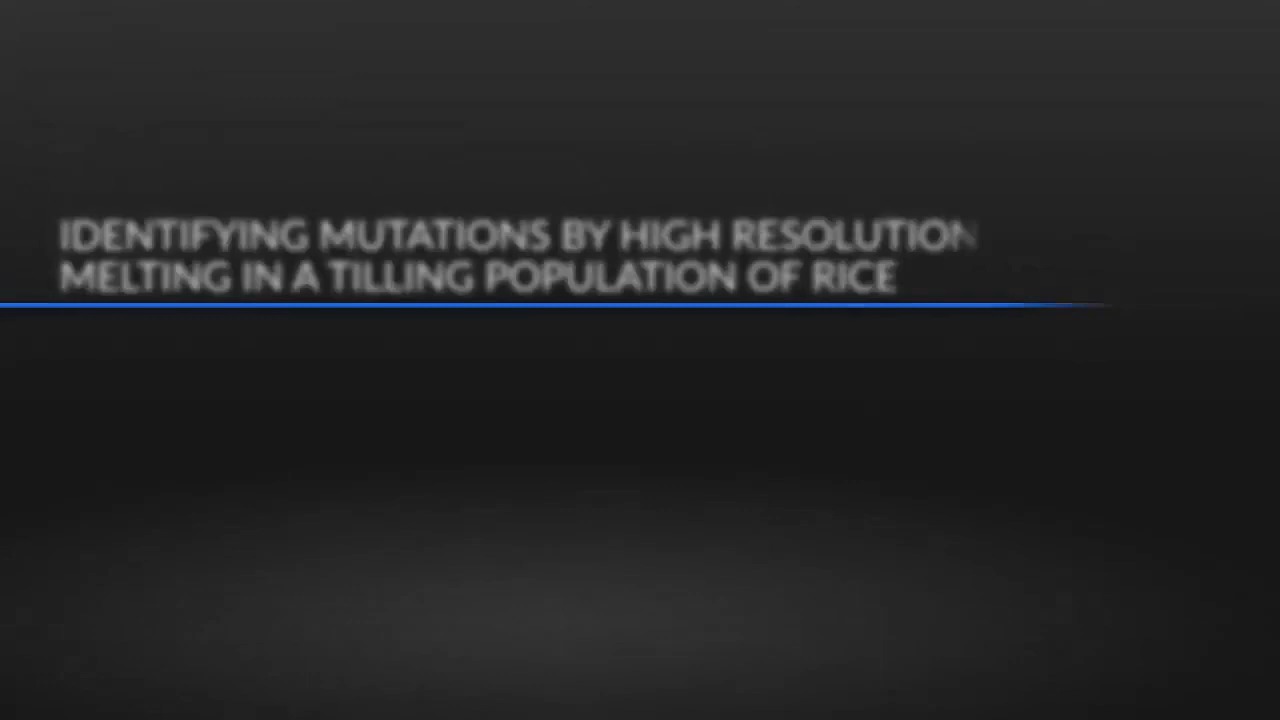 IDENTIFYING MUTATIONS BY HIGH RESOLUTION
MELTING IN A TILLING POPULATION OF RICE